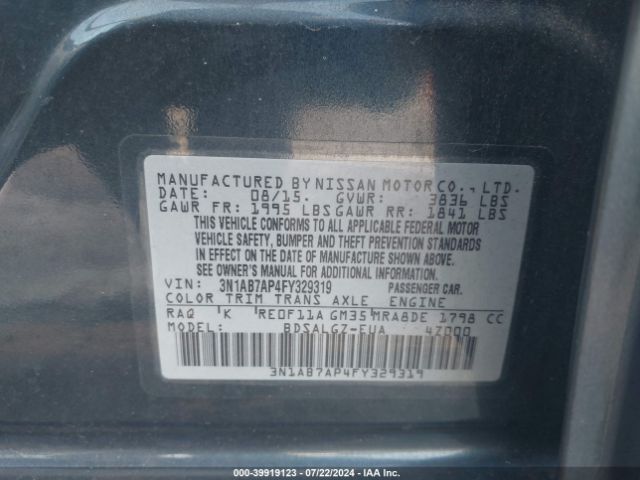 MANUFACTURED BY NISSAN MOTOR CO., LTD.
DATE: 08/15. GVWR: 3836 LBS
GAWR FR: 1995 LBS GAWR RR: 1841 LBS
THIS VEHICLE CONFORMS TO ALL APPLICABLE FEDERAL MOTOR
VEHICLE SAFETY, BUMPER AND THEFT PREVENTION STANDARDS
IN EFFECT ON THE DATE OF MANUFACTURE SHOWN ABOVE.
SEE OWNER'S MANUAL FOR ADDITIONAL INFORMATION.
VIN: 3N1AB7AP4FY329319 PASSENGER CAR.
COLOR TRIM TRANS AXLE ENGINE
RAQ K RE0F11A GM35 MRA8DE 1798 CC
BDSALGZ-EUA 4Z000
3N1AB7AP4FY329319
000-39919123 - 07/22/2024 - IAA Inc.